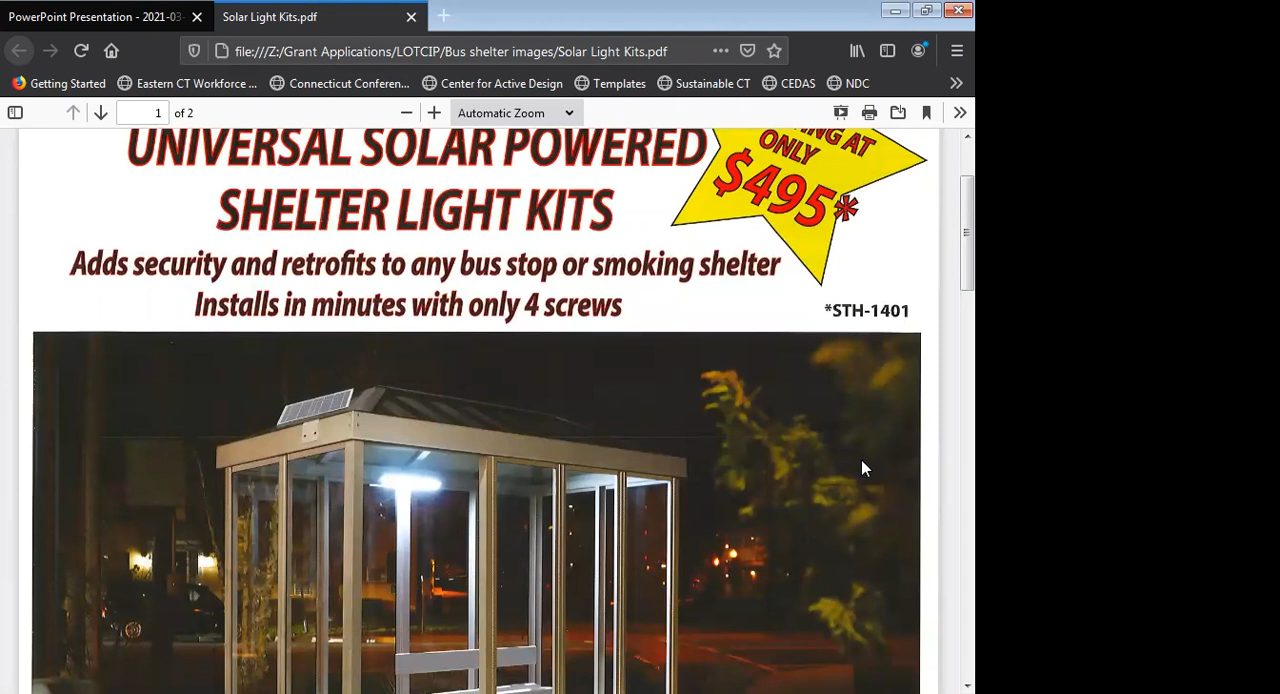 PowerPoint Presentation - 2021-03
Solar Light Kits.pdf
file:///Z:/Grant Applications/LOTCIP/Bus shelter images/Solar Light Kits.pdf
Getting Started
Eastern CT Workforce ...
Connecticut Conferen...
Center for Active Design
Templates
Sustainable CT
CEDAS
NDC
1
of 2
Automatic Zoom
UNIVERSAL SOLAR POWERED
SHELTER LIGHT KITS
AT
ONLY
$495*
Adds security and retrofits to any bus stop or smoking shelter
Installs in minutes with only 4 screws
*STH-1401